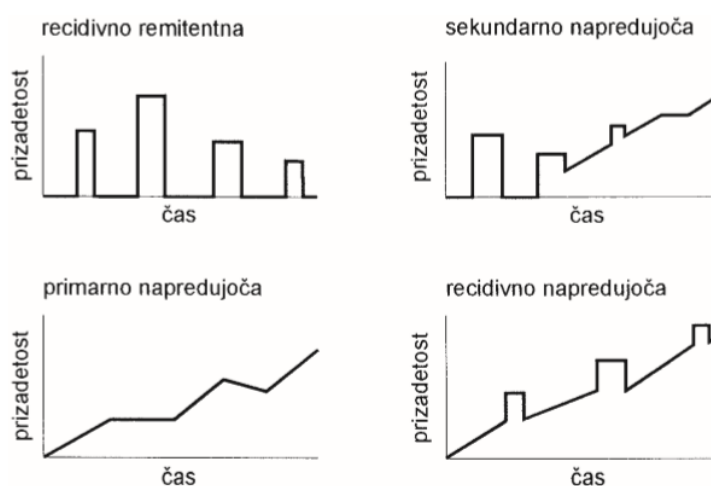 recidivno remitentna
prizadetost
čas
sekundarno napredujoča
prizadetost
čas
primarno napredujoča
prizadetost
čas
recidivno napredujoča
prizadetost
čas